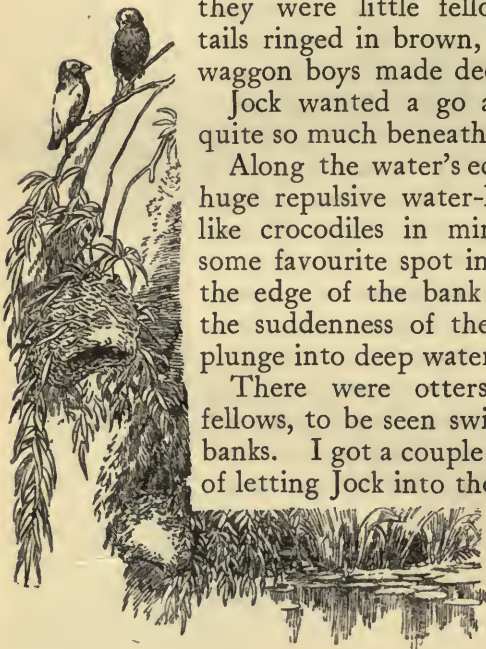 they were little fello
tails ringed in brown,
waggon boys made de
Jock wanted a go a
quite so much beneath
Along the water's e
huge repulsive water-
like crocodiles in min
some favourite spot in
the edge of the bank
the suddenness of the
plunge into deep water
There were otters
fellows, to be seen swi
banks. I got a couple
of letting Jock into the